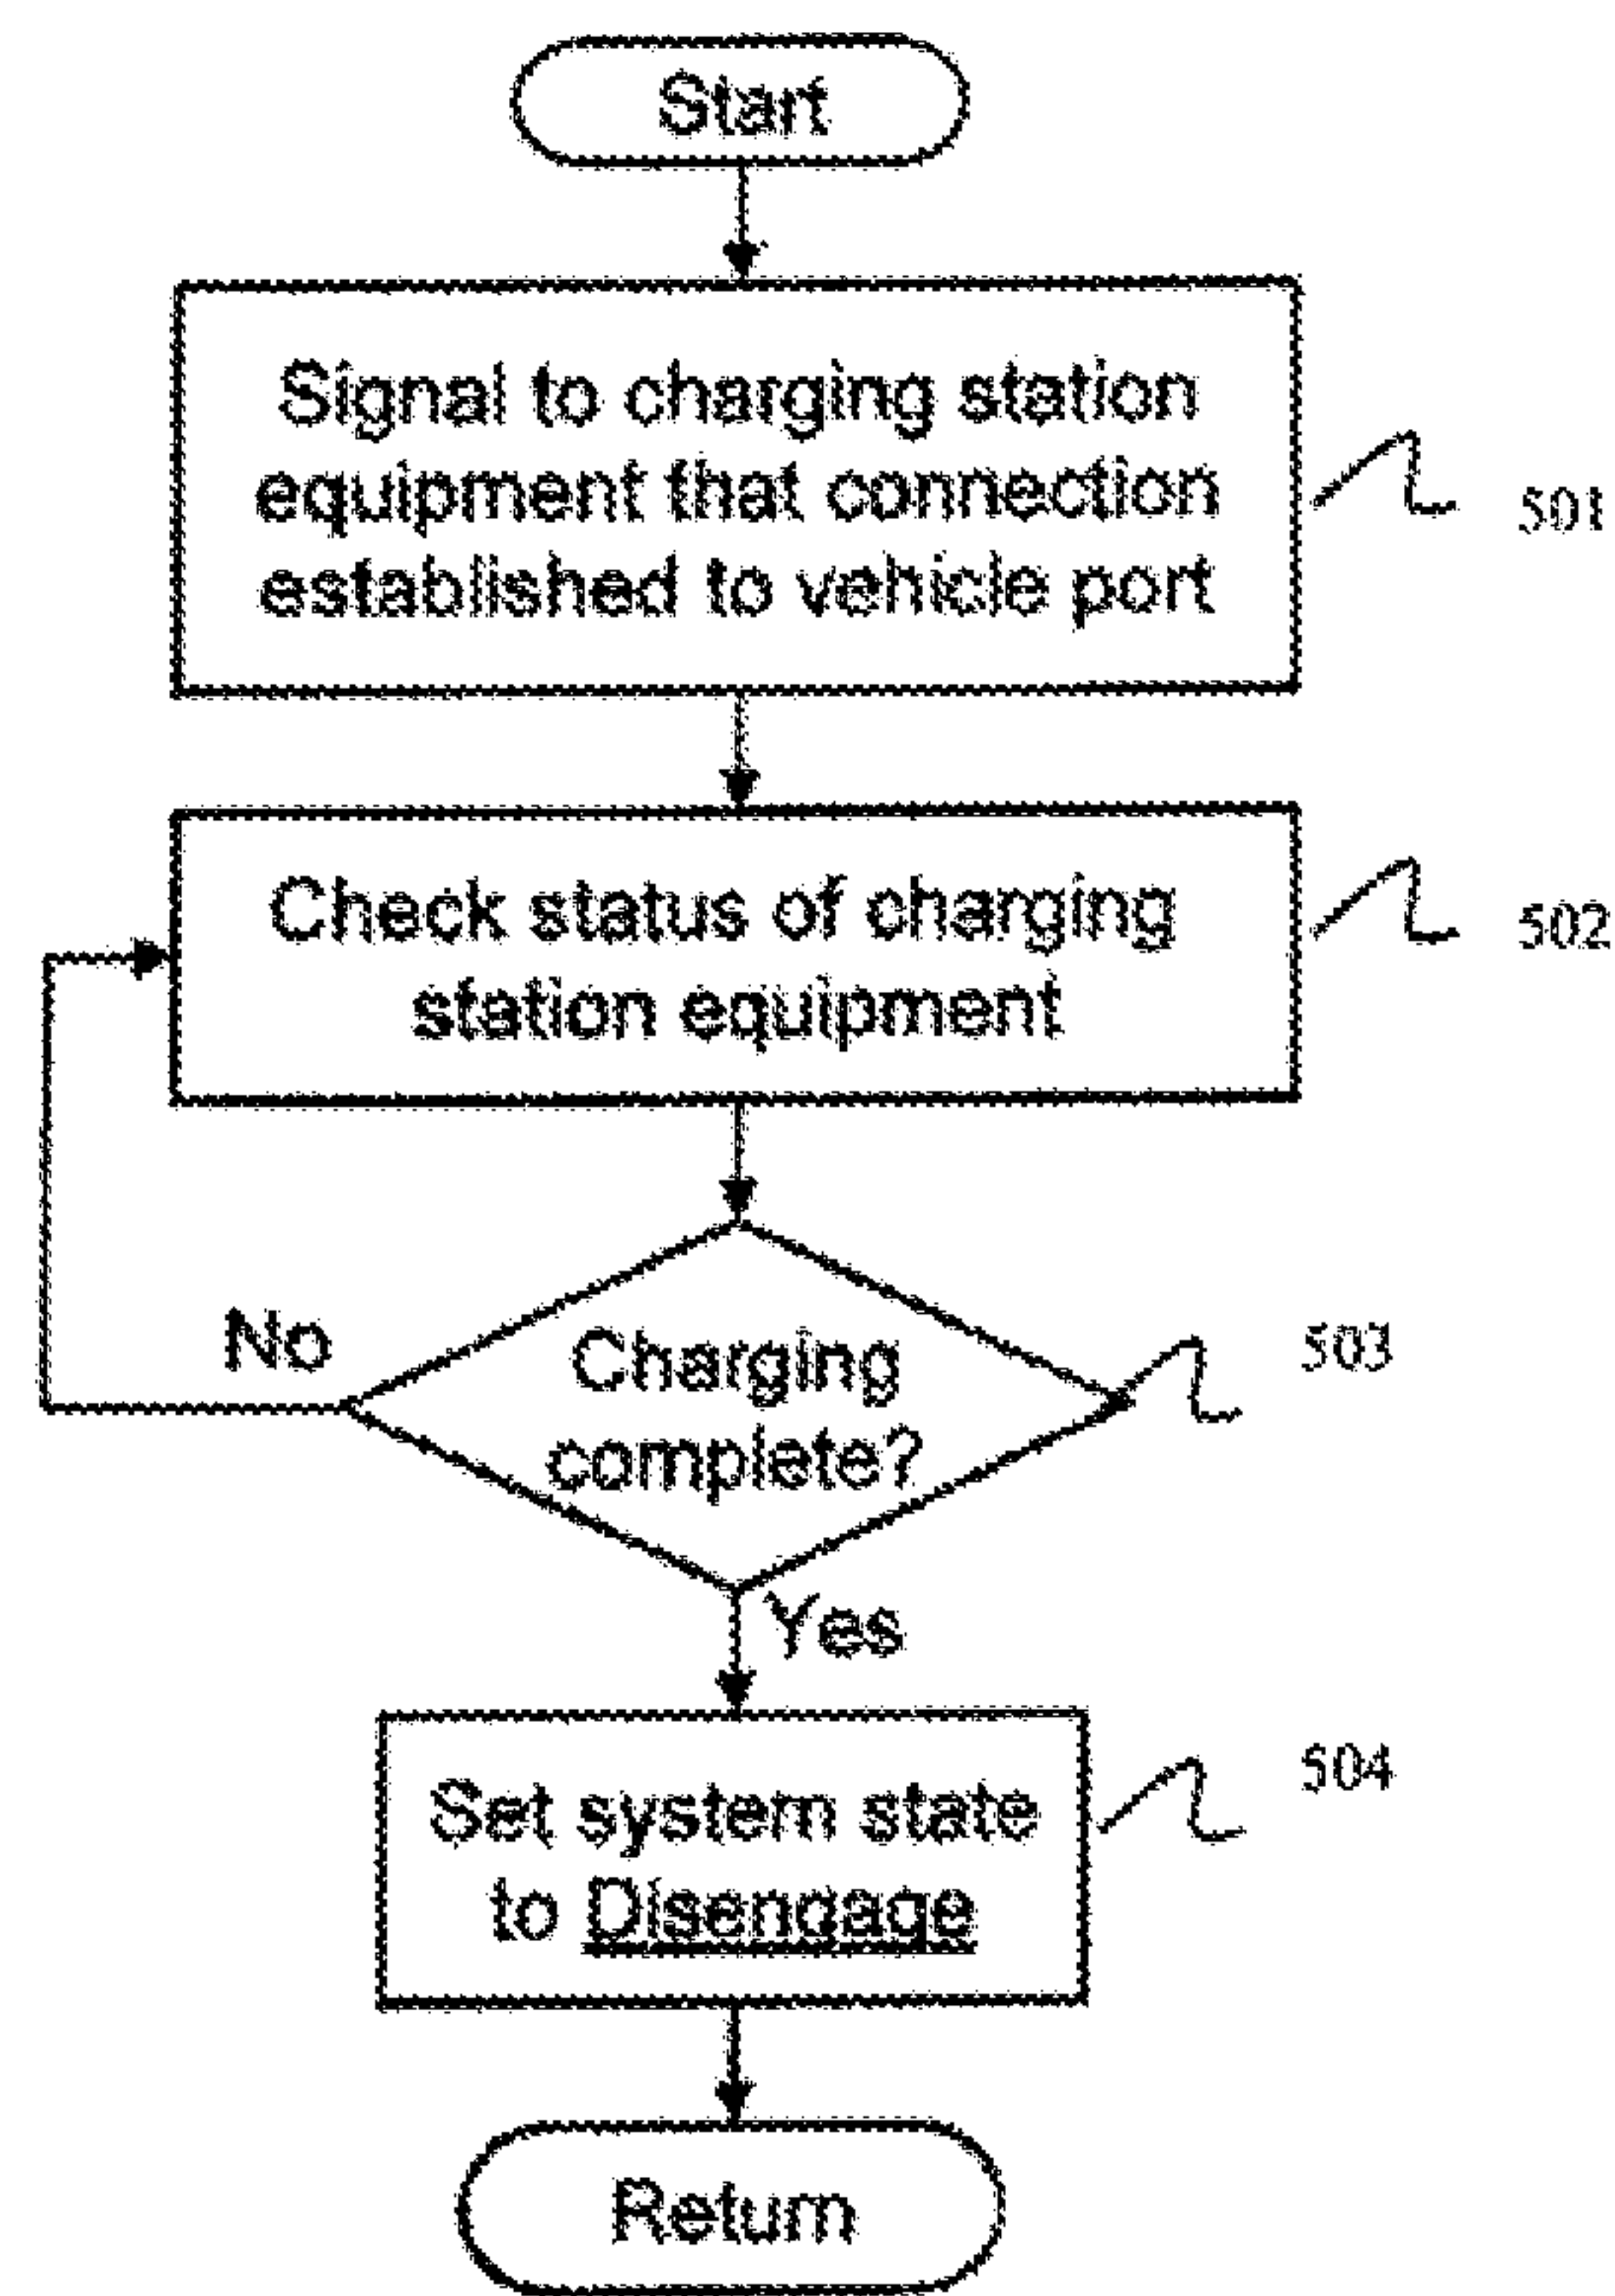 Start
Signal to charging station
equipment that connection
established to vehicle port
501
Check status of charging
station equipment
502
No
Charging
complete?
503
Yes
Set system state
to Disengage
504
Return